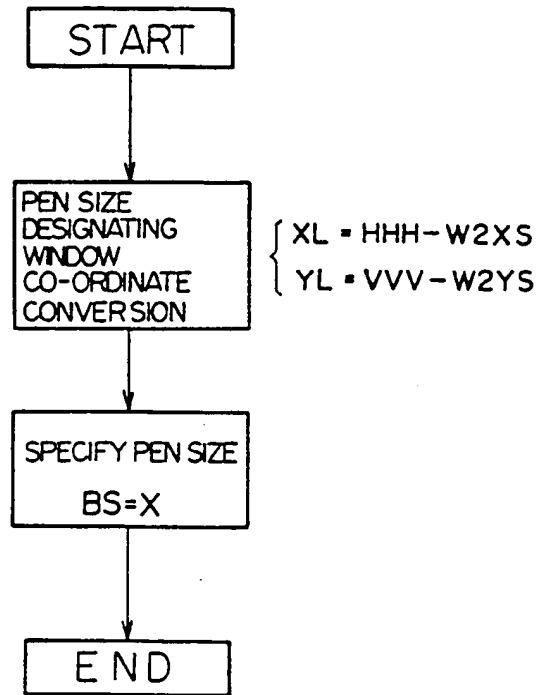 START
PEN SIZE
DESIGNATING
WINDOW
CO-ORDINATE
CONVERSION
XL = HHH-W2XS
YL = VVV-W2YS
SPECIFY PEN SIZE
BS=X
END